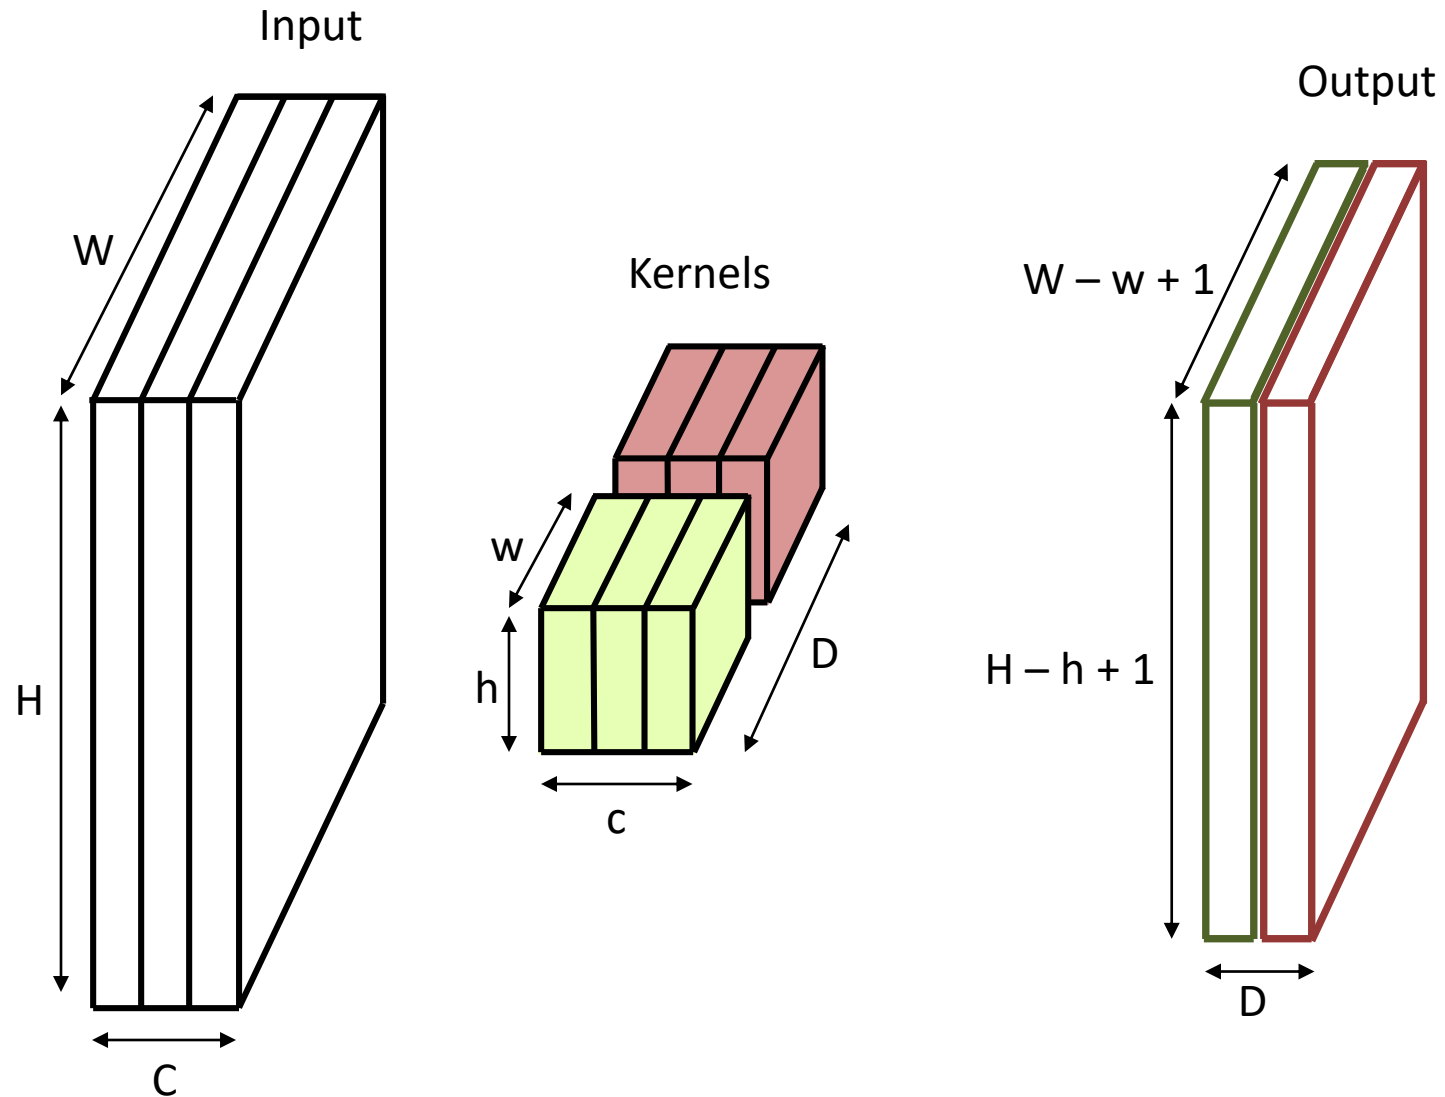 Input
W
H
C
Kernels
w
h
c
D
Output
W – w + 1
H – h + 1
D